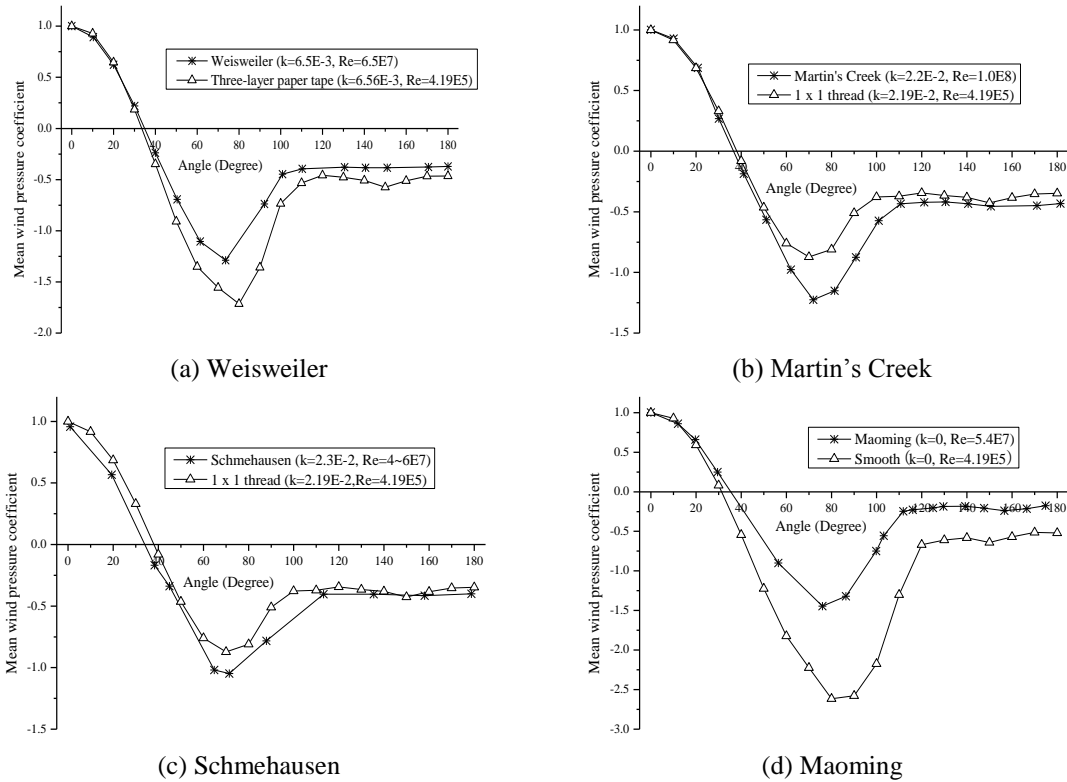 1.0
0.5
0.0
-0.5
-1.0
-1.5
-2.0
Mean wind pressure coefficient
Weisweiler (k=6.5E-3, Re=6.5E7)
Three-layer paper tape (k=6.56E-3, Re=4.19E5)
0 20 40 60 80 100 120 140 160 180
Angle (Degree)
(a) Weisweiler
1.0
0.5
0.0
-0.5
-1.0
-1.5
Mean wind pressure coefficient
Martin's Creek (k=2.2E-2, Re=1.0E8)
1 x 1 thread (k=2.19E-2, Re=4.19E5)
0 20 40 60 80 100 120 140 160 180
Angle (Degree)
(b) Martin’s Creek
1.0
0.5
0.0
-0.5
-1.0
-1.5
Mean wind pressure coefficient
Schmehausen (k=2.3E-2, Re=4~6E7)
1 x 1 thread (k=2.19E-2,Re=4.19E5)
0 20 40 60 80 100 120 140 160 180
Angle (Degree)
(c) Schmehausen
1.0
0.5
0.0
-0.5
-1.0
-1.5
-2.0
-2.5
-3.0
Mean wind pressure coefficient
Maoming (k=0, Re=5.4E7)
Smooth (k=0, Re=4.19E5)
0 20 40 60 80 100 120 140 160 180
Angle (Degree)
(d) Maoming